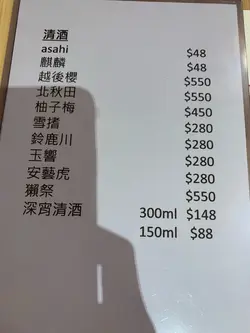 清酒
asahi $48
麒麟 $48
越後櫻 $550
北秋田 $550
柚子梅 $450
雪 $280
鈴鹿川 $280
玉響 $280
安藝虎 $280
獺祭 $550
深宵清酒 300ml $148
150ml $88